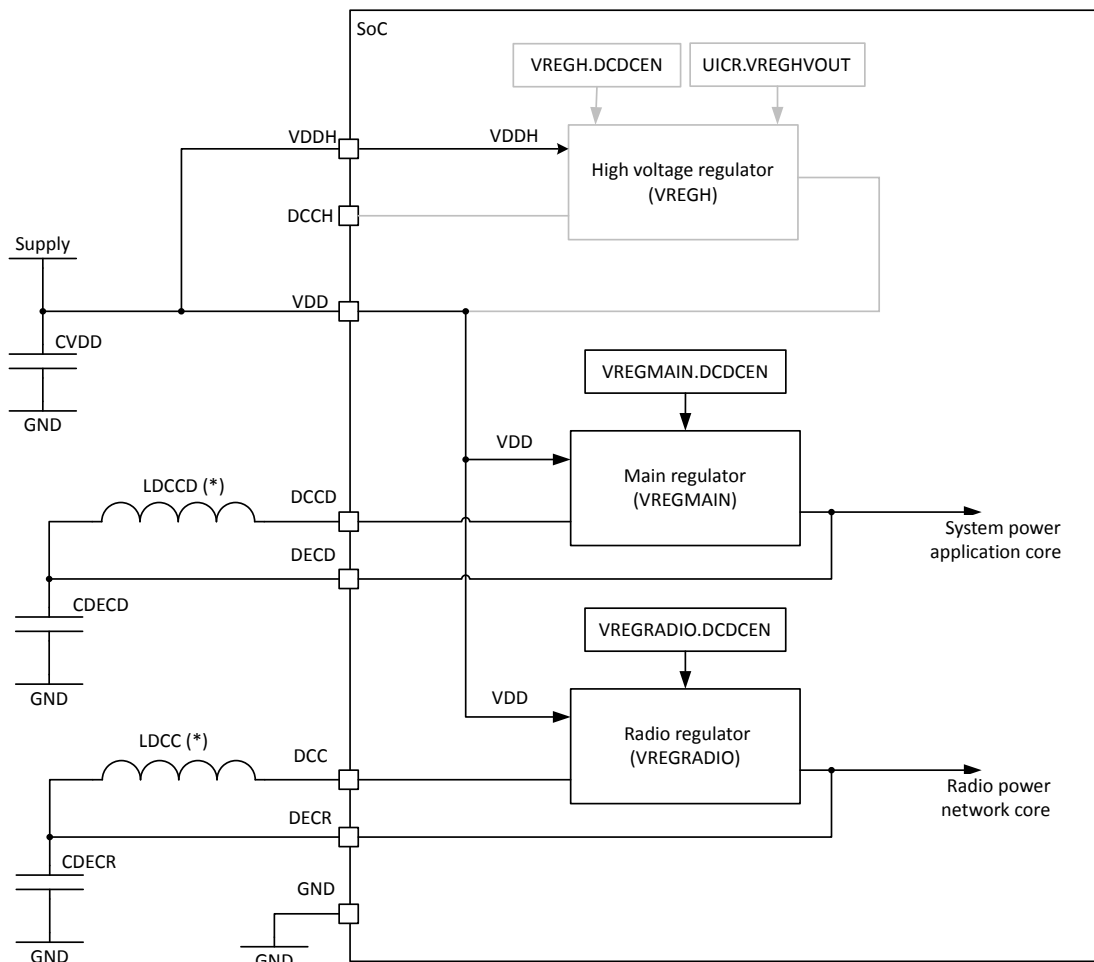 SoC
VREGH.DCDCEN
UICR.VREGHVOUT
VDDH
VDDH
High voltage regulator
(VREGH)
DCCH
Supply
VDD
CVDD
GND
VREGMAIN.DCDCEN
VDD
Main regulator
(VREGMAIN)
LDCCD (*)
DCCD
System power
application core
DECD
CDECD
GND
VREGRADIO.DCDCEN
VDD
Radio regulator
(VREGRADIO)
LDCC (*)
DCC
Radio power
network core
DECR
CDECR
GND
GND
GND